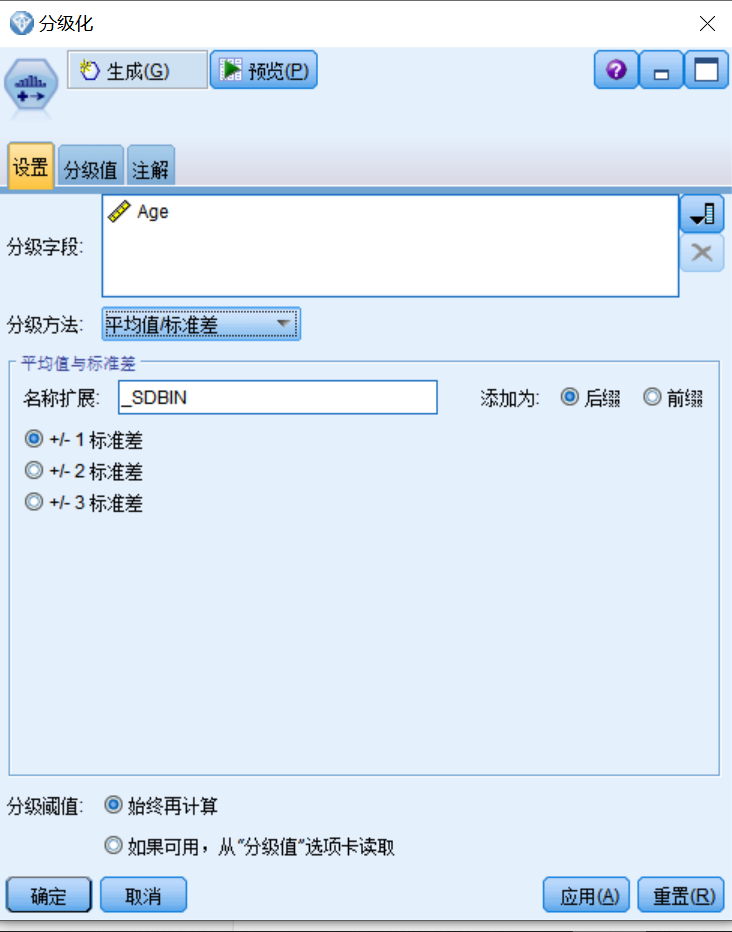 分级化
生成(G) 预览(P)
设置 分级值 注解
分级字段: Age
分级方法: 平均值/标准差
平均值与标准差
名称扩展: _SDBIN 添加为: 后缀 前缀
+/- 1 标准差
+/- 2 标准差
+/- 3 标准差
分级阈值: 始终再计算
如果可用，从“分级值”选项卡读取
确定 取消 应用(A) 重置(R)